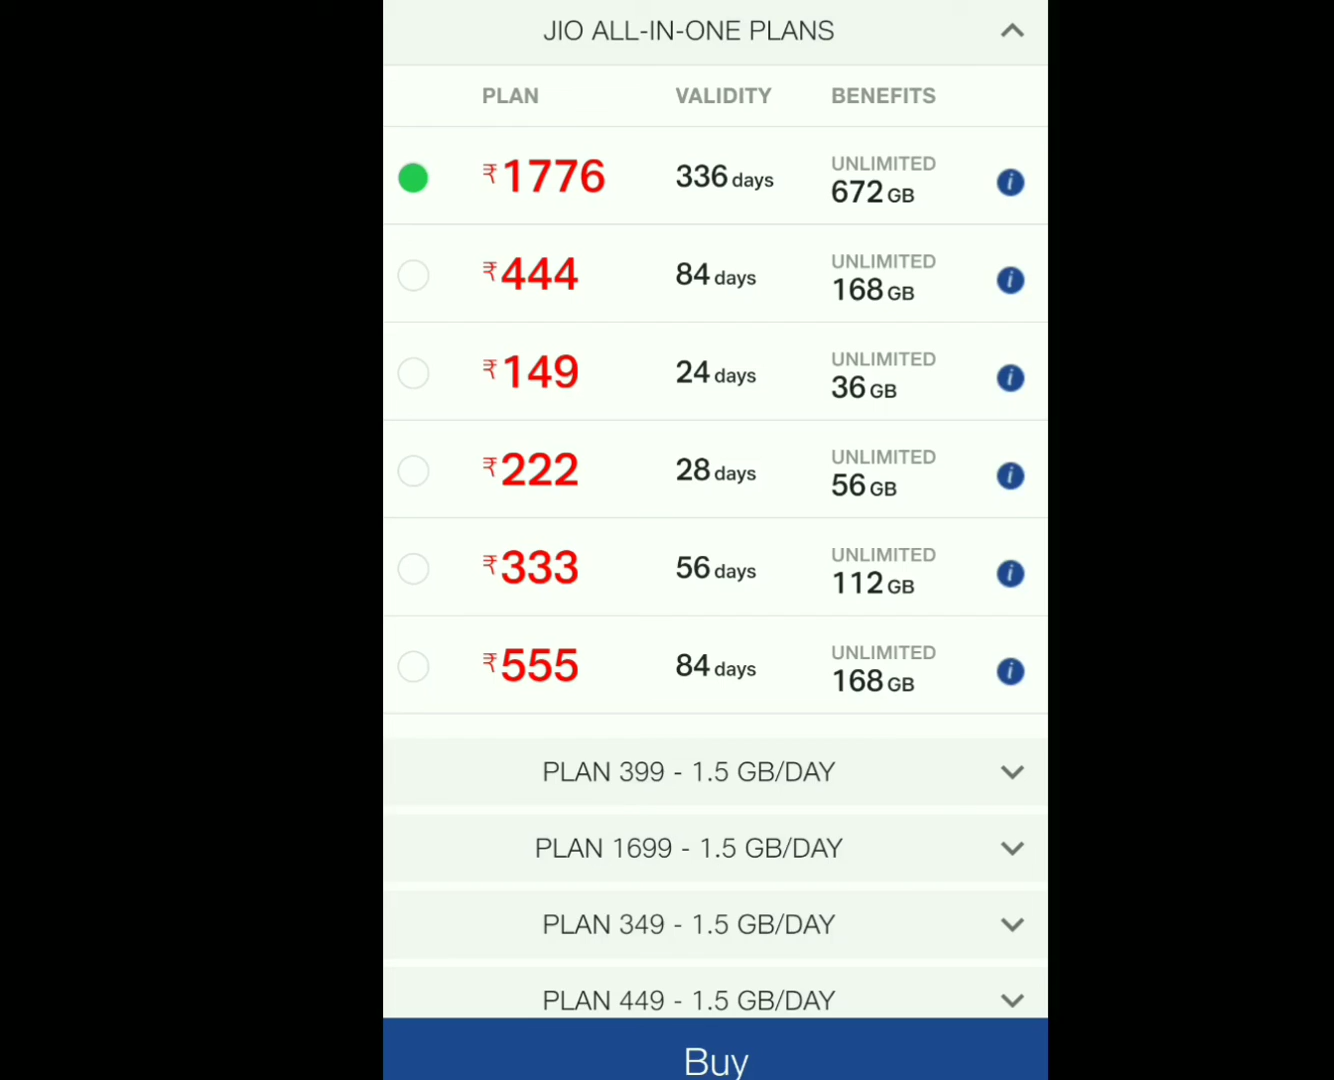 JIO ALL-IN-ONE PLANS
PLAN VALIDITY BENEFITS
₹1776 336 days UNLIMITED 672 GB
₹444 84 days UNLIMITED 168 GB
₹149 24 days UNLIMITED 36 GB
₹222 28 days UNLIMITED 56 GB
₹333 56 days UNLIMITED 112 GB
₹555 84 days UNLIMITED 168 GB
PLAN 399 - 1.5 GB/DAY
PLAN 1699 - 1.5 GB/DAY
PLAN 349 - 1.5 GB/DAY
PLAN 449 - 1.5 GB/DAY
Buy